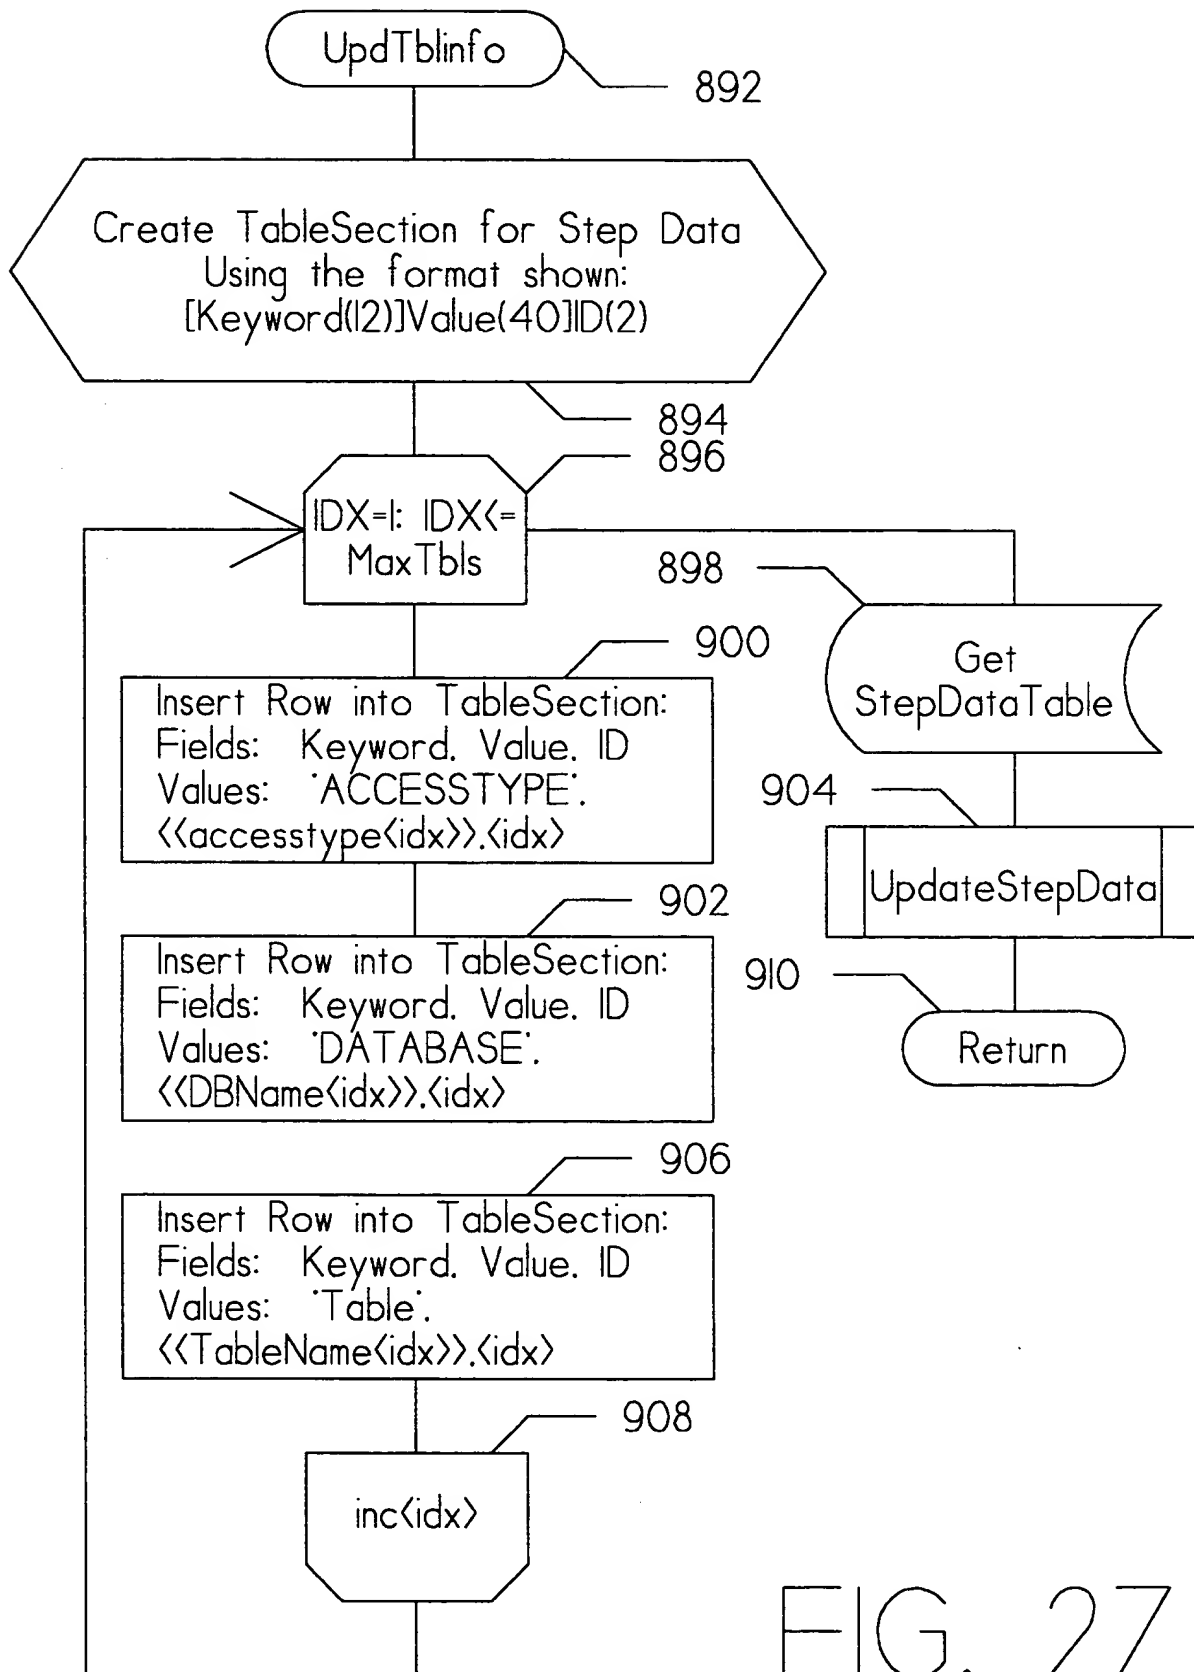 UpdTblinfo
892
Create TableSection for Step Data
Using the format shown:
[Keyword(12)]Value(40]ID(2)
894
896
IDX=1: IDX<=
MaxTbls
898
Get
StepDataTable
900
Insert Row into TableSection:
Fields: Keyword, Value, ID
Values: 'ACCESSTYPE',
<<accesstype<idx>>,<idx>
904
UpdateStepData
902
Insert Row into TableSection:
Fields: Keyword, Value, ID
Values: 'DATABASE',
<<DBName<idx>>,<idx>
910
Return
906
Insert Row into TableSection:
Fields: Keyword, Value, ID
Values: 'Table',
<<TableName<idx>>,<idx>
908
inc<idx>
FIG. 27